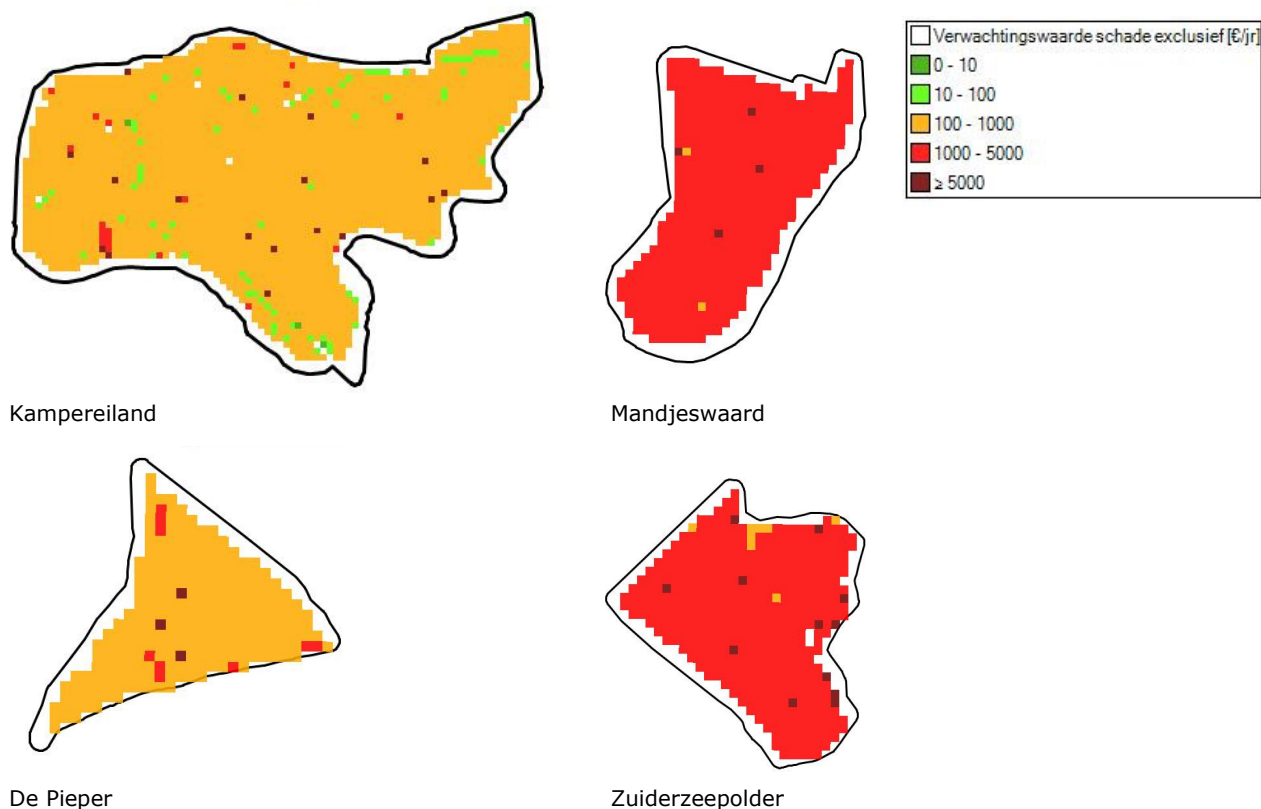 Verwachtingswaarde schade exclusief [€/jr]
0 - 10
10 - 100
100 - 1000
1000 - 5000
≥ 5000
Kampereiland
Mandjeswaard
De Pieper
Zuiderzeepolder